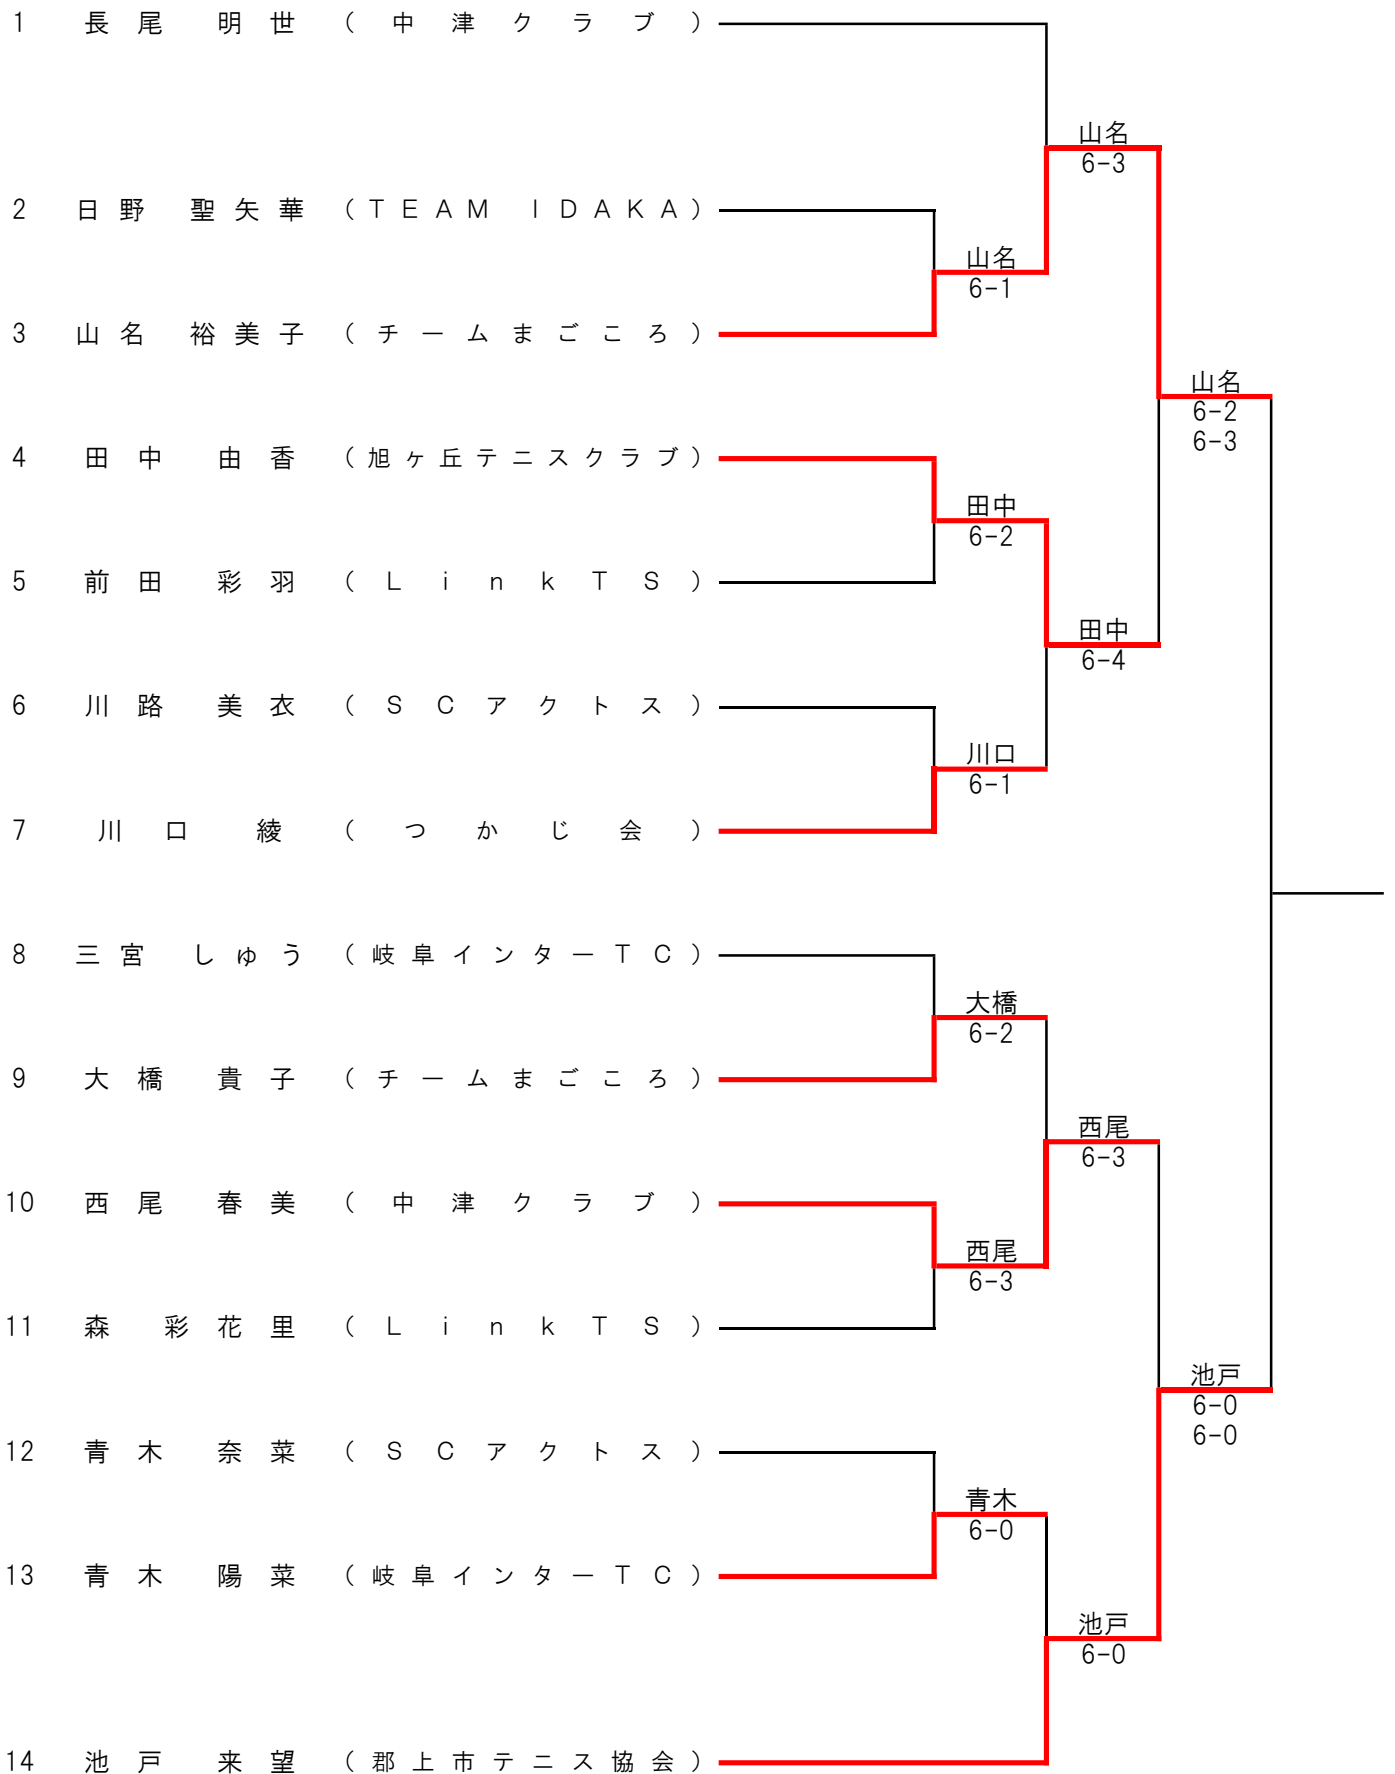 1 長尾 明世 (中津クラブ)
山名
6-3
2 日野 聖矢華 (TEAM IDAKA)
山名
6-1
3 山名 裕美子 (チームまごころ)
山名
6-2
6-3
4 田中 由香 (旭ヶ丘テニスクラブ)
田中
6-2
5 前田 彩羽 (LinkTS)
田中
6-4
6 川路 美衣 (SCアクトス)
川口
6-1
7 川口 綾 (つかじ会)
8 三宮 しゅう (岐阜インターTC)
大橋
6-2
9 大橋 貴子 (チームまごころ)
西尾
6-3
10 西尾 春美 (中津クラブ)
西尾
6-3
11 森 彩花里 (LinkTS)
池戸
6-0
6-0
12 青木 奈菜 (SCアクトス)
青木
6-0
13 青木 陽菜 (岐阜インターTC)
池戸
6-0
14 池戸 来望 (郡上市テニス協会)